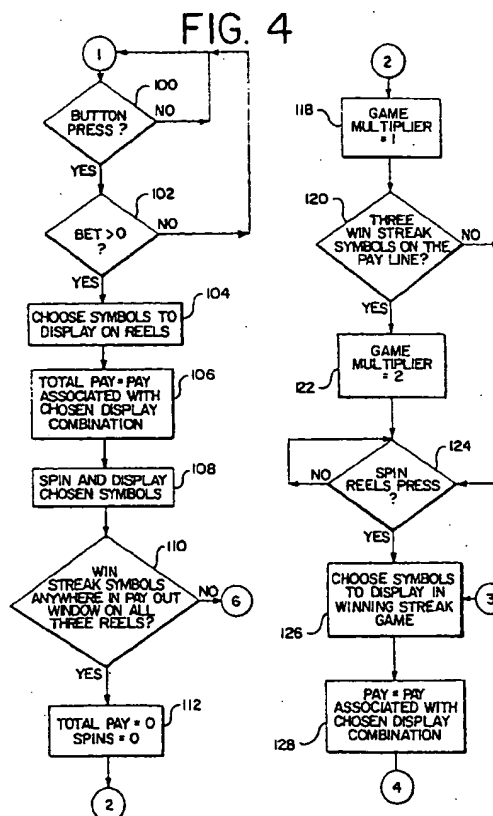 FIG. 4
1
100
BUTTON
PRESS ?
NO
YES
102
BET > 0
?
NO
YES
104
CHOOSE SYMBOLS TO
DISPLAY ON REELS
106
TOTAL PAY = PAY
ASSOCIATED WITH
CHOSEN DISPLAY
COMBINATION
108
SPIN AND DISPLAY
CHOSEN SYMBOLS
110
WIN
STREAK SYMBOLS
ANYWHERE IN PAY OUT
WINDOW ON ALL
THREE REELS?
NO
6
YES
112
TOTAL PAY = 0
SPINS = 0
2
2
118
GAME
MULTIPLIER
= 1
120
THREE
WIN STREAK
SYMBOLS ON THE
PAY LINE?
NO
YES
GAME
MULTIPLIER
= 2
122
124
NO
SPIN
REELS PRESS
?
YES
CHOOSE SYMBOLS
TO DISPLAY IN
WINNING STREAK
GAME
126
3
PAY = PAY
ASSOCIATED WITH
CHOSEN DISPLAY
COMBINATION
128
4